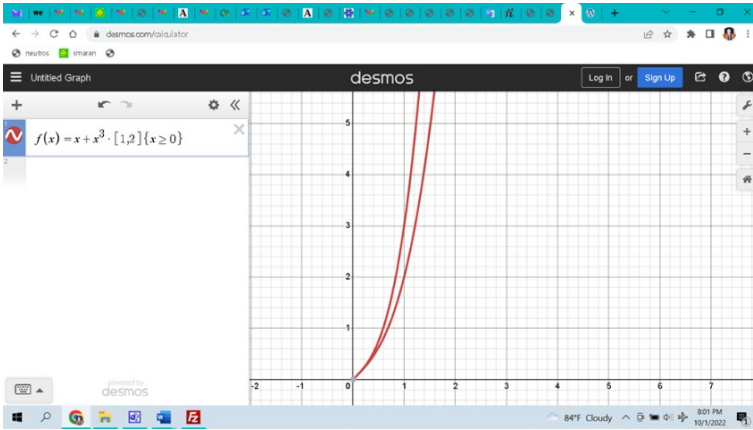 desmos.com/calculator
neutros smaran
Untitled Graph
desmos
Log In or Sign Up
f(x) = x + x³ · [1,2]{x ≥ 0}
1
2
5
4
3
2
1
-2 -1 0 1 2 3 4 5 6 7
powered by
desmos
84°F Cloudy
8:01 PM
10/1/2022